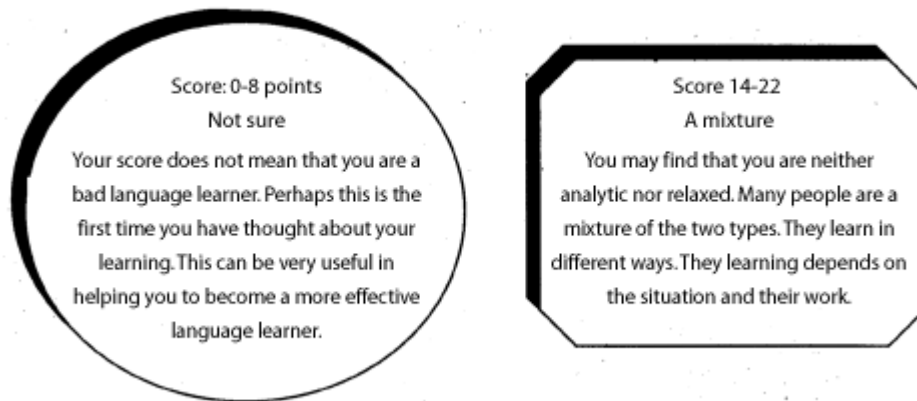 Score: 0-8 points
Not sure
Your score does not mean that you are a
bad language learner. Perhaps this is the
first time you have thought about your
learning. This can be very useful in
helping you to become a more effective
language learner.
Score 14-22
A mixture
You may find that you are neither
analytic nor relaxed. Many people are a
mixture of the two types. They learn in
different ways. They learning depends on
the situation and their work.